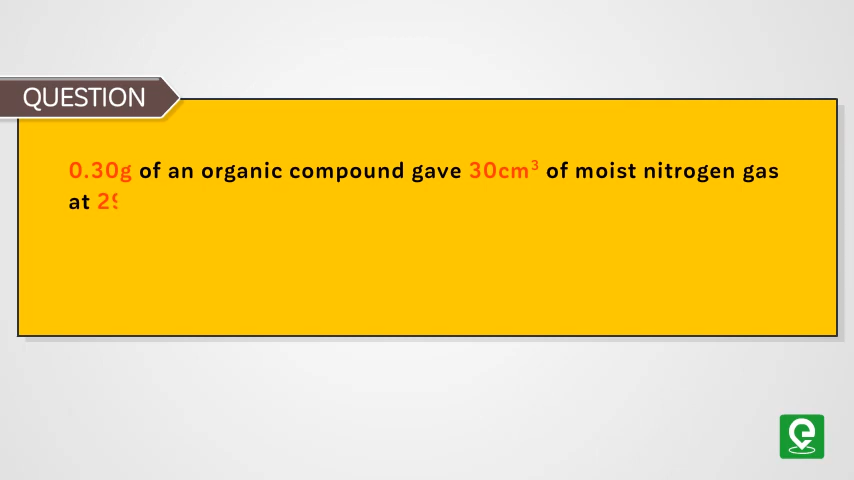 QUESTION
0.30g of an organic compound gave 30cm³ of moist nitrogen gas
at